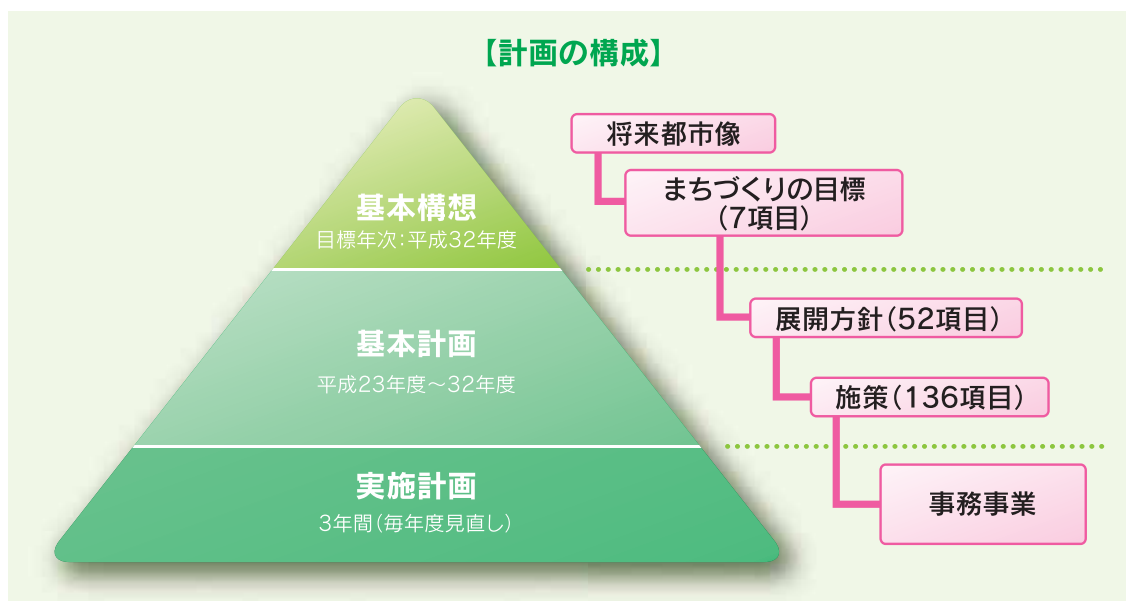 【計画の構成】
基本構想
目標年次：平成32年度
将来都市像
まちづくりの目標
（7項目）
基本計画
平成23年度～32年度
展開方針（52項目）
施策（136項目）
実施計画
3年間（毎年度見直し）
事務事業